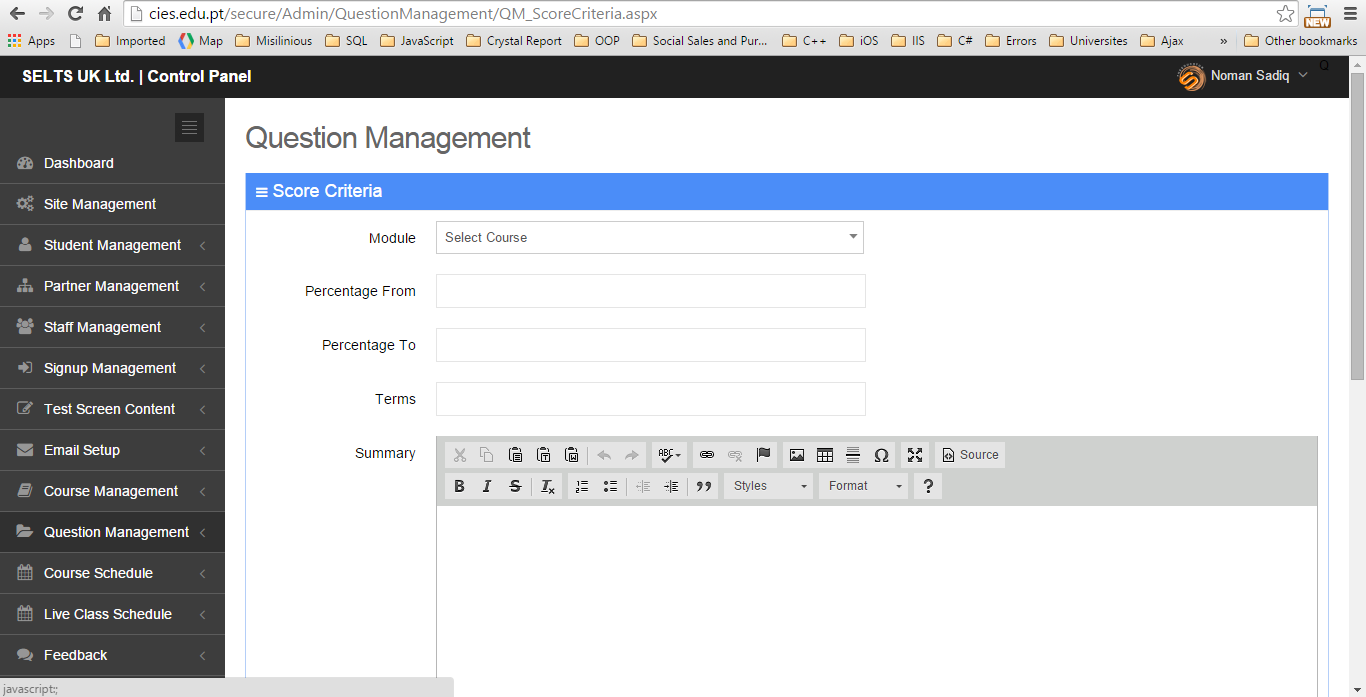 cies.edu.pt/secure/Admin/QuestionManagement/QM_ScoreCriteria.aspx
NEW
Apps Imported Map Misilinious SQL JavaScript Crystal Report OOP Social Sales and Pur... C++ iOS IIS C# Errors Universites Ajax » Other bookmarks
SELTS UK Ltd. | Control Panel
Noman Sadiq
Q
Dashboard
Site Management
Student Management
Partner Management
Staff Management
Signup Management
Test Screen Content
Email Setup
Course Management
Question Management
Course Schedule
Live Class Schedule
Feedback
Question Management
Score Criteria
Module Select Course
Percentage From
Percentage To
Terms
Summary
ABC Ω Source
B I S Tx Styles Format ?
javascript:;